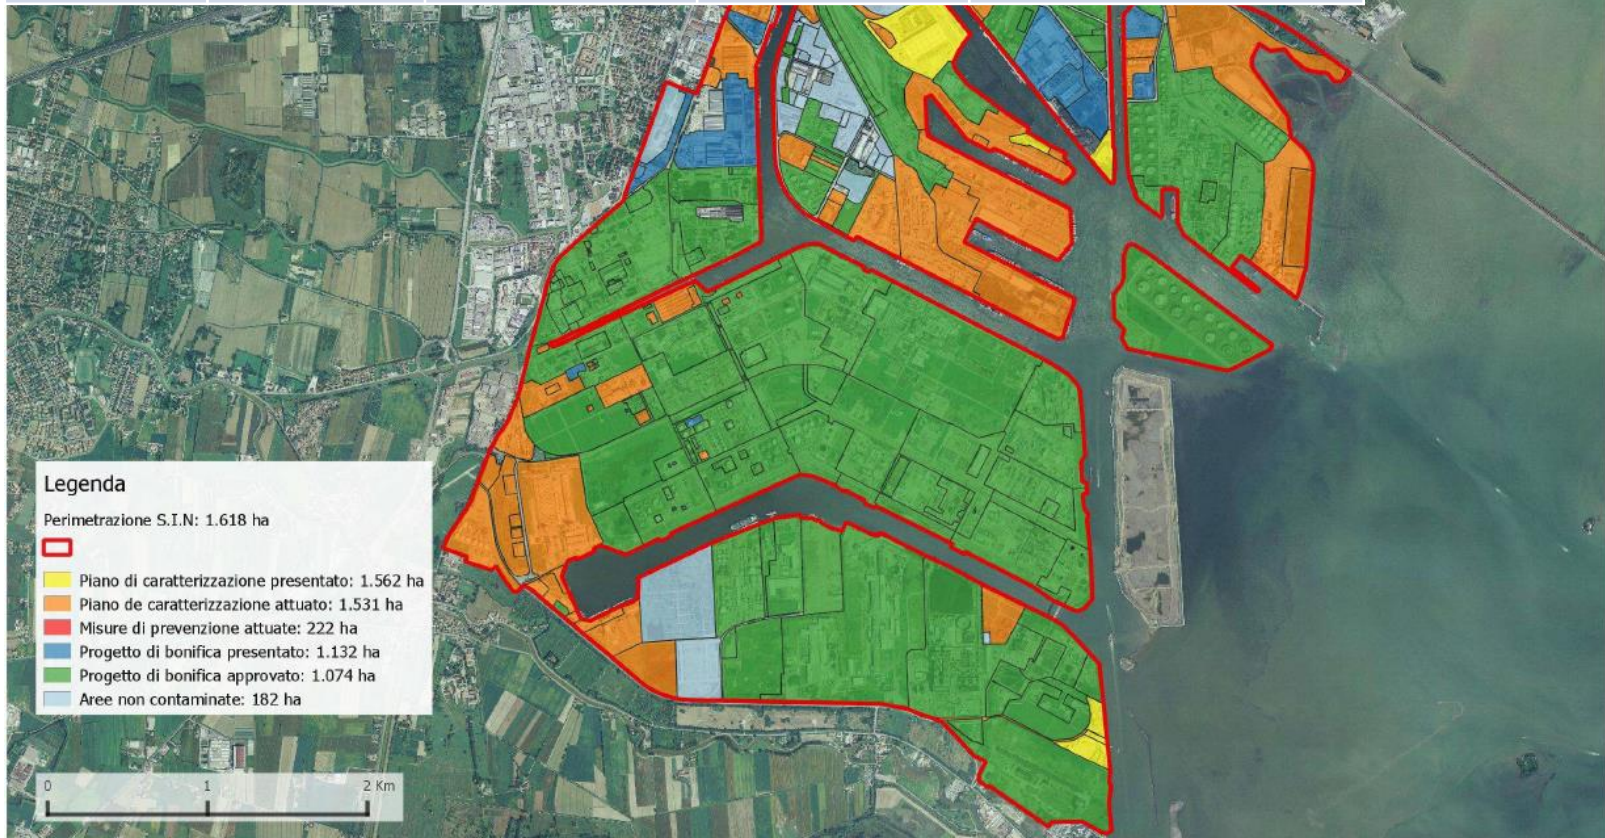 Legenda
Perimetrazione S.I.N: 1.618 ha
Piano di caratterizzazione presentato: 1.562 ha
Piano de caratterizzazione attuato: 1.531 ha
Misure di prevenzione attuate: 222 ha
Progetto di bonifica presentato: 1.132 ha
Progetto di bonifica approvato: 1.074 ha
Aree non contaminate: 182 ha
0 1 2 Km